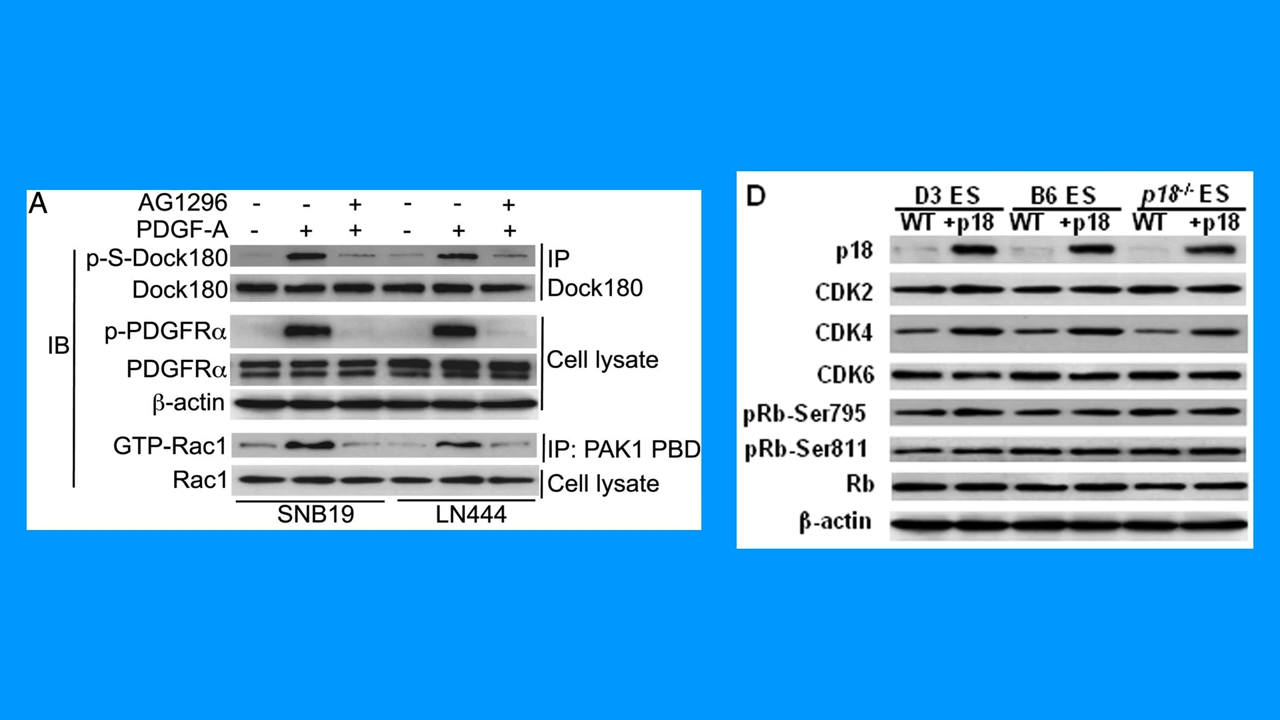 A
AG1296 - - + - - +
PDGF-A - + + - + +
p-S-Dock180
Dock180
IP
Dock180
p-PDGFRα
PDGFRα
β-actin
Cell lysate
IB
GTP-Rac1
IP: PAK1 PBD
Rac1
Cell lysate
SNB19 LN444
D
D3 ES B6 ES p18-/- ES
WT +p18 WT +p18 WT +p18
p18
CDK2
CDK4
CDK6
pRb-Ser795
pRb-Ser811
Rb
β-actin